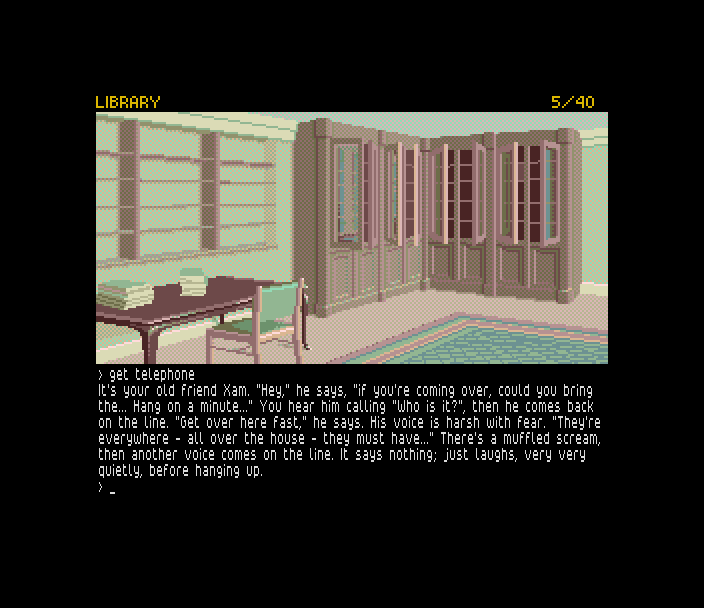 LIBRARY 5/40
> get telephone
It's your old friend Xam. "Hey," he says, "if you're coming over, could you bring
the... Hang on a minute..." You hear him calling "Who is it?", then he comes back
on the line. "Get over here fast," he says. His voice is harsh with fear. "They're
everywhere - all over the house - they must have..." There's a muffled scream,
then another voice comes on the line. It says nothing; just laughs, very very
quietly, before hanging up.
> _